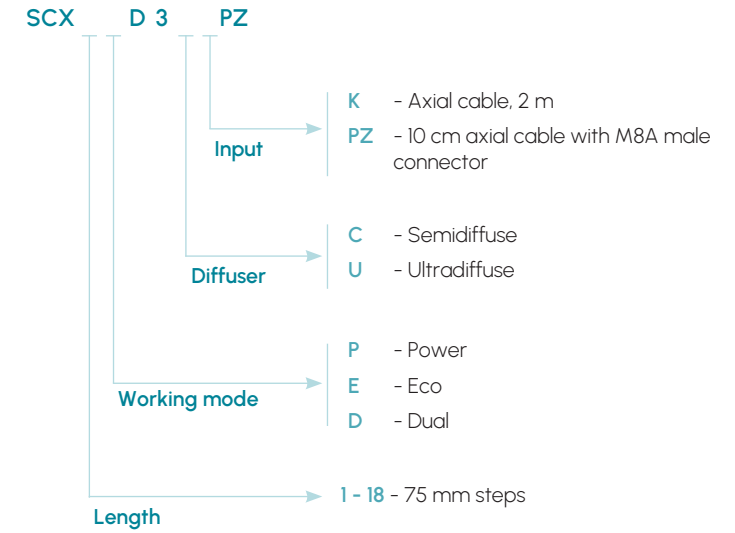 SCX _ _ D 3 _ PZ
K - Axial cable, 2 m
PZ - 10 cm axial cable with M8A male
connector
Input
C - Semidiffuse
U - Ultradiffuse
Diffuser
P - Power
E - Eco
D - Dual
Working mode
1 - 18 - 75 mm steps
Length